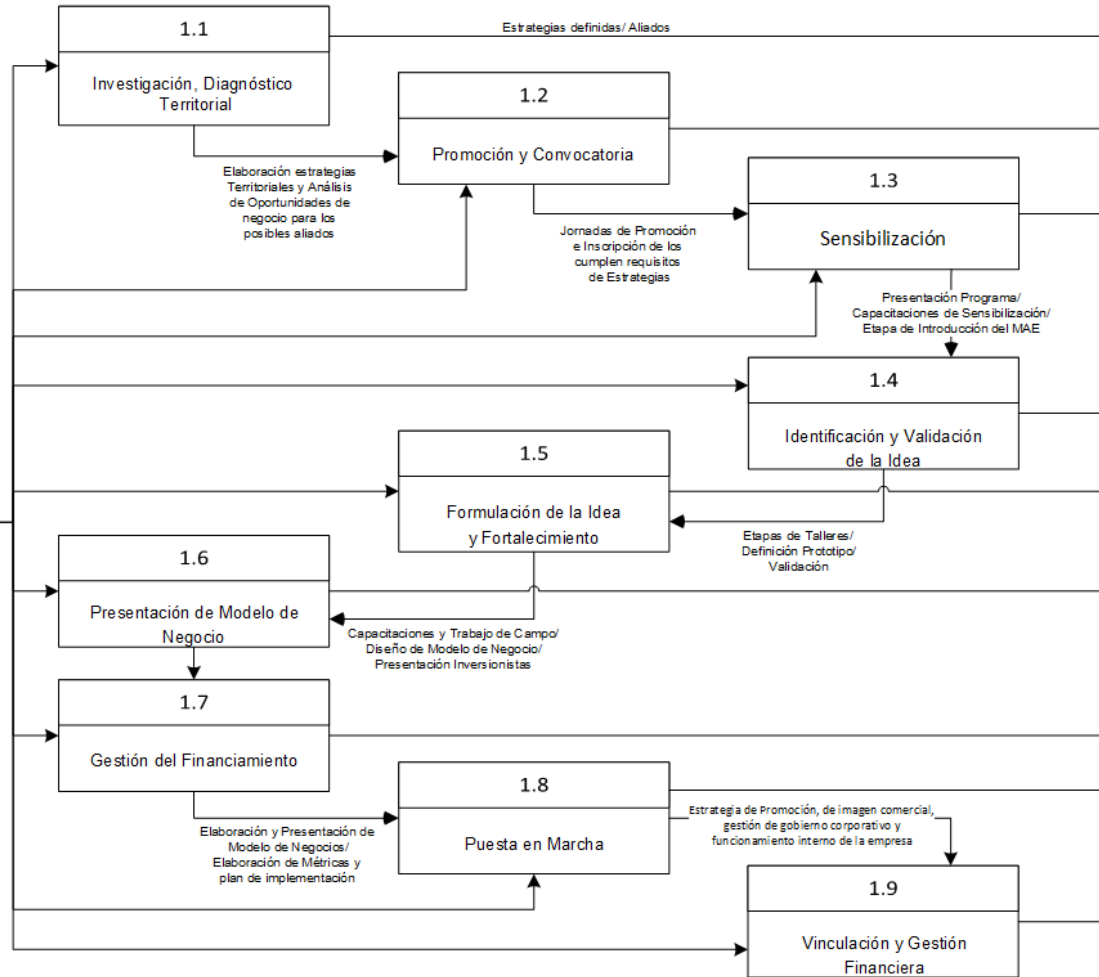 1.1
Estrategias definidas/ Aliados
Investigación, Diagnóstico
Territorial
1.2
Promoción y Convocatoria
Elaboración estrategias
Territoriales y Análisis
de Oportunidades de
negocio para los
posibles aliados
1.3
Sensibilización
Jornadas de Promoción
e Inscripción de los
cumplen requisitos
de Estrategias
Presentación Programa/
Capacitaciones de Sensibilización/
Etapa de Introducción del MAE
1.4
Identificación y Validación
de la Idea
1.5
Formulación de la Idea
y Fortalecimiento
Etapas de Talleres/
Definición Prototipo/
Validación
1.6
Presentación de Modelo de
Negocio
Capacitaciones y Trabajo de Campo/
Diseño de Modelo de Negocio/
Presentación Inversionistas
1.7
Gestión del Financiamiento
1.8
Puesta en Marcha
Elaboración y Presentación de
Modelo de Negocios/
Elaboración de Métricas y
plan de implementación
Estrategia de Promoción, de imagen comercial,
gestión de gobierno corporativo y
funcionamiento interno de la empresa
1.9
Vinculación y Gestión
Financiera